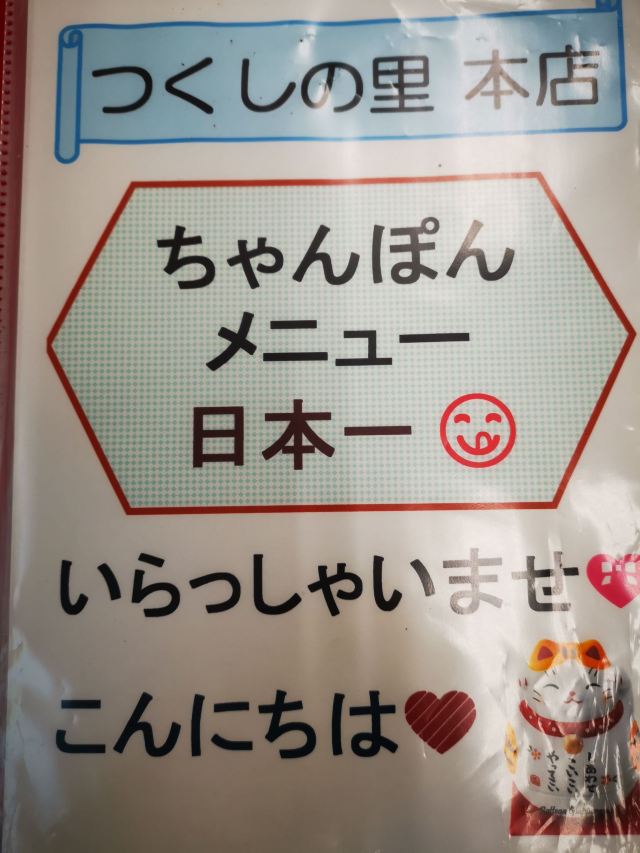 つくしの里 本店
ちゃんぽん
メニュー
日本一
いらっしゃいませ
こんにちは